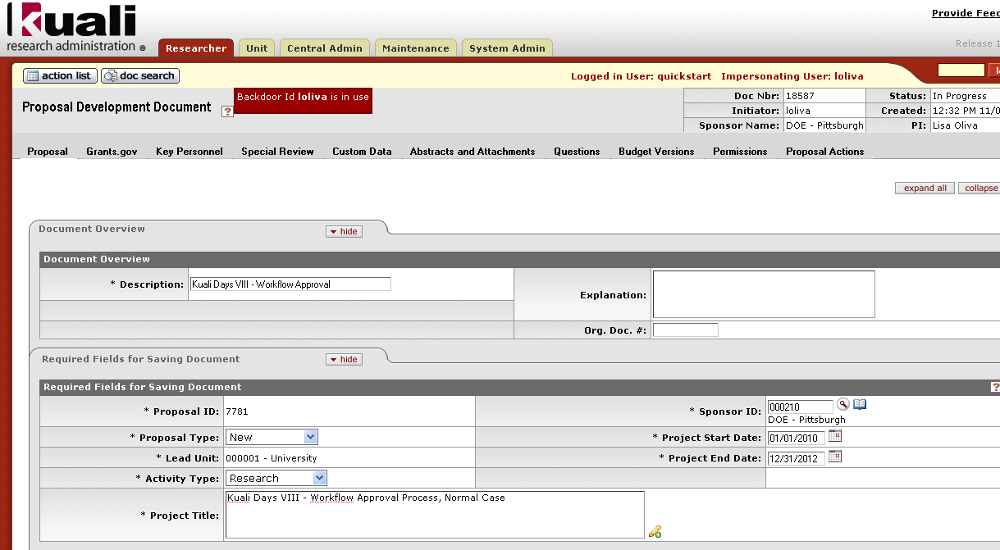 Kuali
research administration ®
Provide Feec
Release 1
Researcher Unit Central Admin Maintenance System Admin
action list doc search
Logged in User: quickstart Impersonating User: loliva
Proposal Development Document ?
Backdoor Id loliva is in use
Doc Nbr: 18587 Status: In Progress
Initiator: loliva Created: 12:32 PM 11/0
Sponsor Name: DOE - Pittsburgh PI: Lisa Oliva
Proposal Grants.gov Key Personnel Special Review Custom Data Abstracts and Attachments Questions Budget Versions Permissions Proposal Actions
expand all collapse
Document Overview hide
Document Overview
* Description: Kuali Days VIII - Workflow Approval
Explanation:
Org. Doc. #:
Required Fields for Saving Document hide
Required Fields for Saving Document ?
* Proposal ID: 7781 * Sponsor ID: 000210
DOE - Pittsburgh
* Proposal Type: New * Project Start Date: 01/01/2010
* Lead Unit: 000001 - University * Project End Date: 12/31/2012
* Activity Type: Research
* Project Title: Kuali Days VIII - Workflow Approval Process, Normal Case